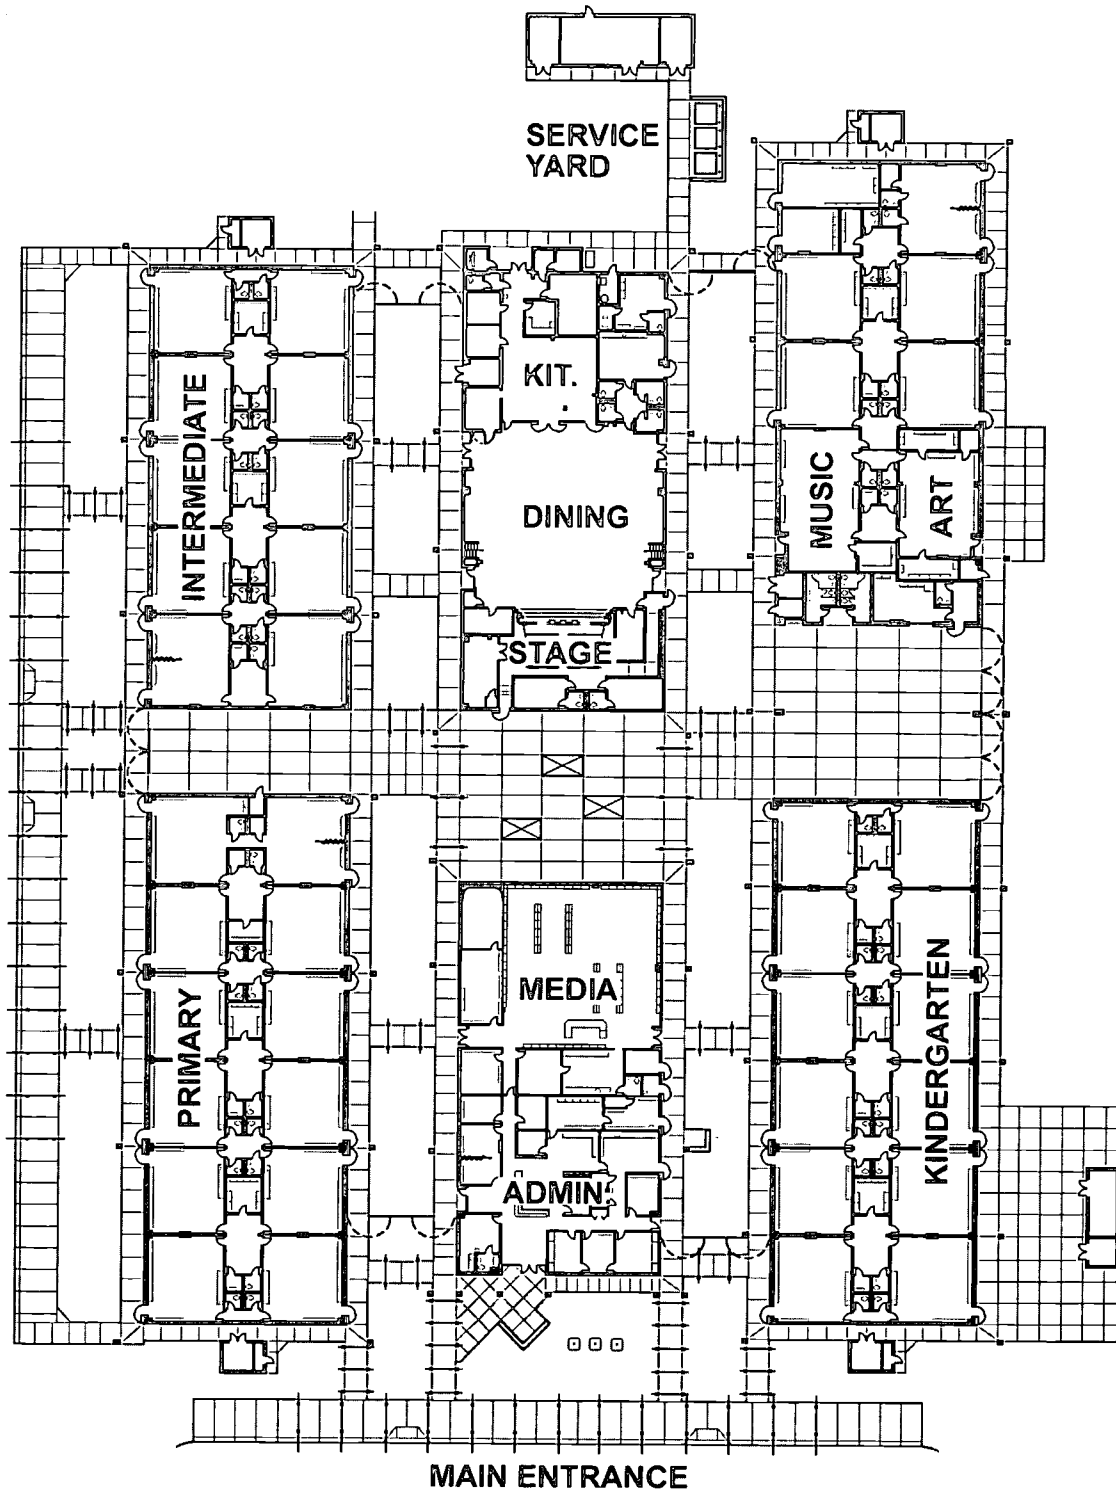 SERVICE
YARD
KIT.
INTERMEDIATE
MUSIC
ART
DINING
STAGE
MEDIA
PRIMARY
KINDERGARTEN
ADMIN.
MAIN ENTRANCE